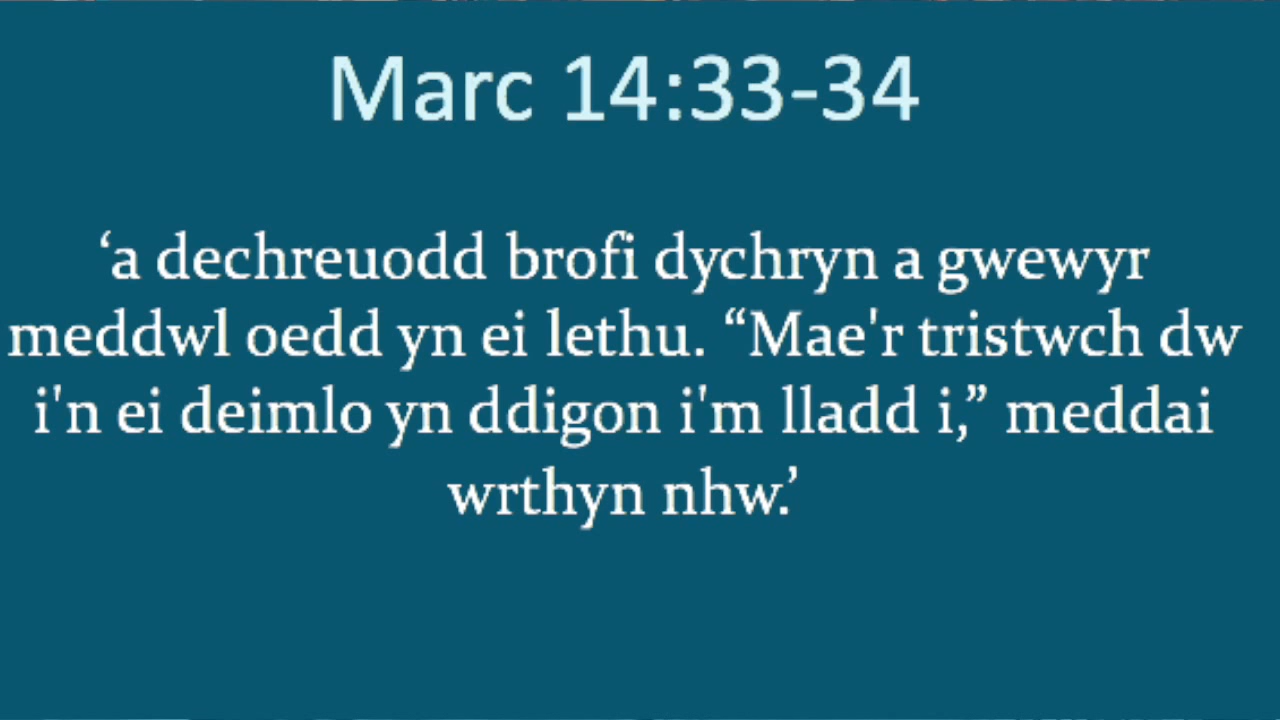 Marc 14:33-34
‘a dechreuodd brofi dychryn a gwewyr
meddwl oedd yn ei lethu. “Mae'r tristwch dw
i'n ei deimlo yn ddigon i'm lladd i,” meddai
wrthyn nhw.’